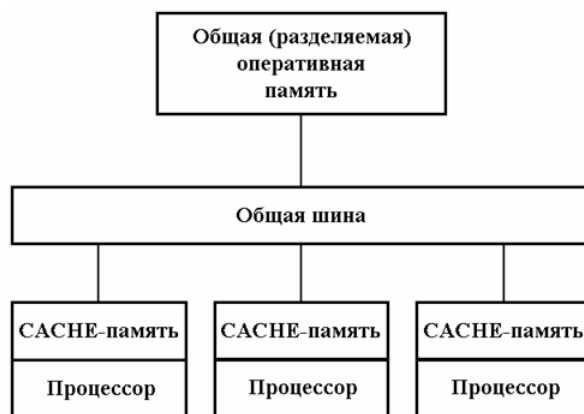 Общая (разделяемая)
оперативная
память
Общая шина
CACHE-память
CACHE-память
CACHE-память
Процессор
Процессор
Процессор